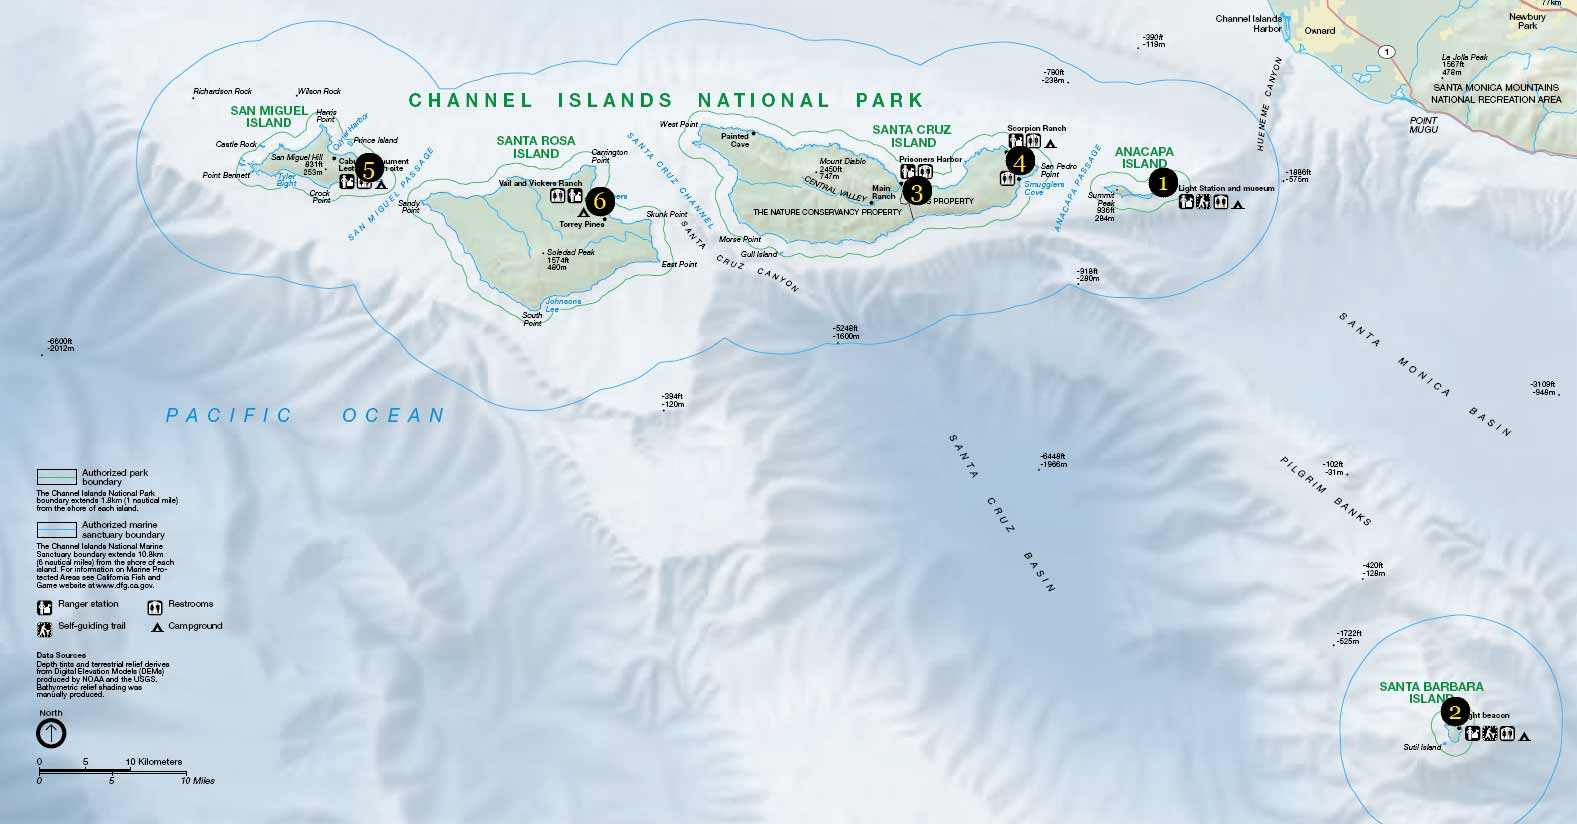 77km
Channel Islands
Harbor
Oxnard
Newbury
Park
1
-390ft
-119m
-780ft
-238m
La Jolla Peak
1567ft
478m
SANTA MONICA MOUNTAINS
NATIONAL RECREATION AREA
POINT
MUGU
HUENEME CANYON
CHANNEL ISLANDS NATIONAL PARK
Richardson Rock
Wilson Rock
SAN MIGUEL
ISLAND
Harris
Point
Cuyler Harbor
Prince Island
Castle Rock
San Miguel Hill
831ft
253m
5
Point Bennett
Tyler
Bight
Crook
Point
SAN MIGUEL PASSAGE
SANTA ROSA
ISLAND
Carrington
Point
Vail and Vickers Ranch
6
Torrey Pines
Sandy
Point
Skunk Point
Soledad Peak
1574ft
480m
East Point
Johnsons
Lee
South
Point
SANTA CRUZ CHANNEL
SANTA CRUZ CANYON
West Point
Painted
Cave
SANTA CRUZ
ISLAND
Mount Diablo
2450ft
747m
CENTRAL VALLEY
Main
Ranch
Prisoners Harbor
3
PROPERTY
THE NATURE CONSERVANCY PROPERTY
Morse Point
Gull Island
Scorpion Ranch
4
San Pedro
Point
Smugglers
Cove
ANACAPA PASSAGE
ANACAPA
ISLAND
1
Light Station and museum
Summit
Peak
936ft
284m
-1886ft
-575m
-918ft
-280m
-5248ft
-1600m
-6600ft
-2012m
-394ft
-120m
PACIFIC OCEAN
SANTA MONICA BASIN
-3109ft
-948m
SANTA CRUZ BASIN
-6448ft
-1966m
PILGRIM BANKS
-102ft
-31m
-420ft
-128m
-1722ft
-525m
SANTA BARBARA
ISLAND
2
beacon
Sutil Island
Authorized park
boundary
The Channel Islands National Park
boundary extends 1.8km (1 nautical mile)
from the shore of each island.
Authorized marine
sanctuary boundary
The Channel Islands National Marine
Sanctuary boundary extends 10.8km
(6 nautical miles) from the shore of each
island. For information on Marine Pro-
tected Areas see California Fish and
Game website at www.dfg.ca.gov.
Ranger station
Restrooms
Self-guiding trail
Campground
Data Sources
Depth tints and terrestrial relief derives
from Digital Elevation Models (DEMs)
produced by NOAA and the USGS.
Bathymetric relief shading was
manually produced.
North
0 5 10 Kilometers
0 5 10 Miles